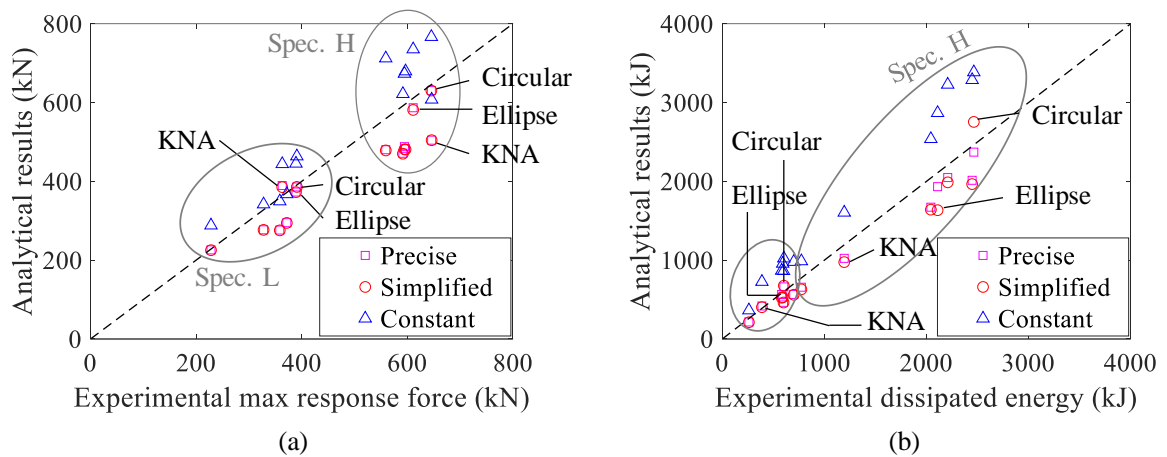 800
600
400
200
0
Analytical results (kN)
Spec. H
Circular
Ellipse
KNA
KNA
Circular
Ellipse
Spec. L
Precise
Simplified
Constant
0 200 400 600 800
Experimental max response force (kN)
(a)
4000
3000
2000
1000
0
Analytical results (kJ)
Spec. H
Circular
Circular
Ellipse
Ellipse
KNA
KNA
Spec. L
Precise
Simplified
Constant
0 1000 2000 3000 4000
Experimental dissipated energy (kJ)
(b)